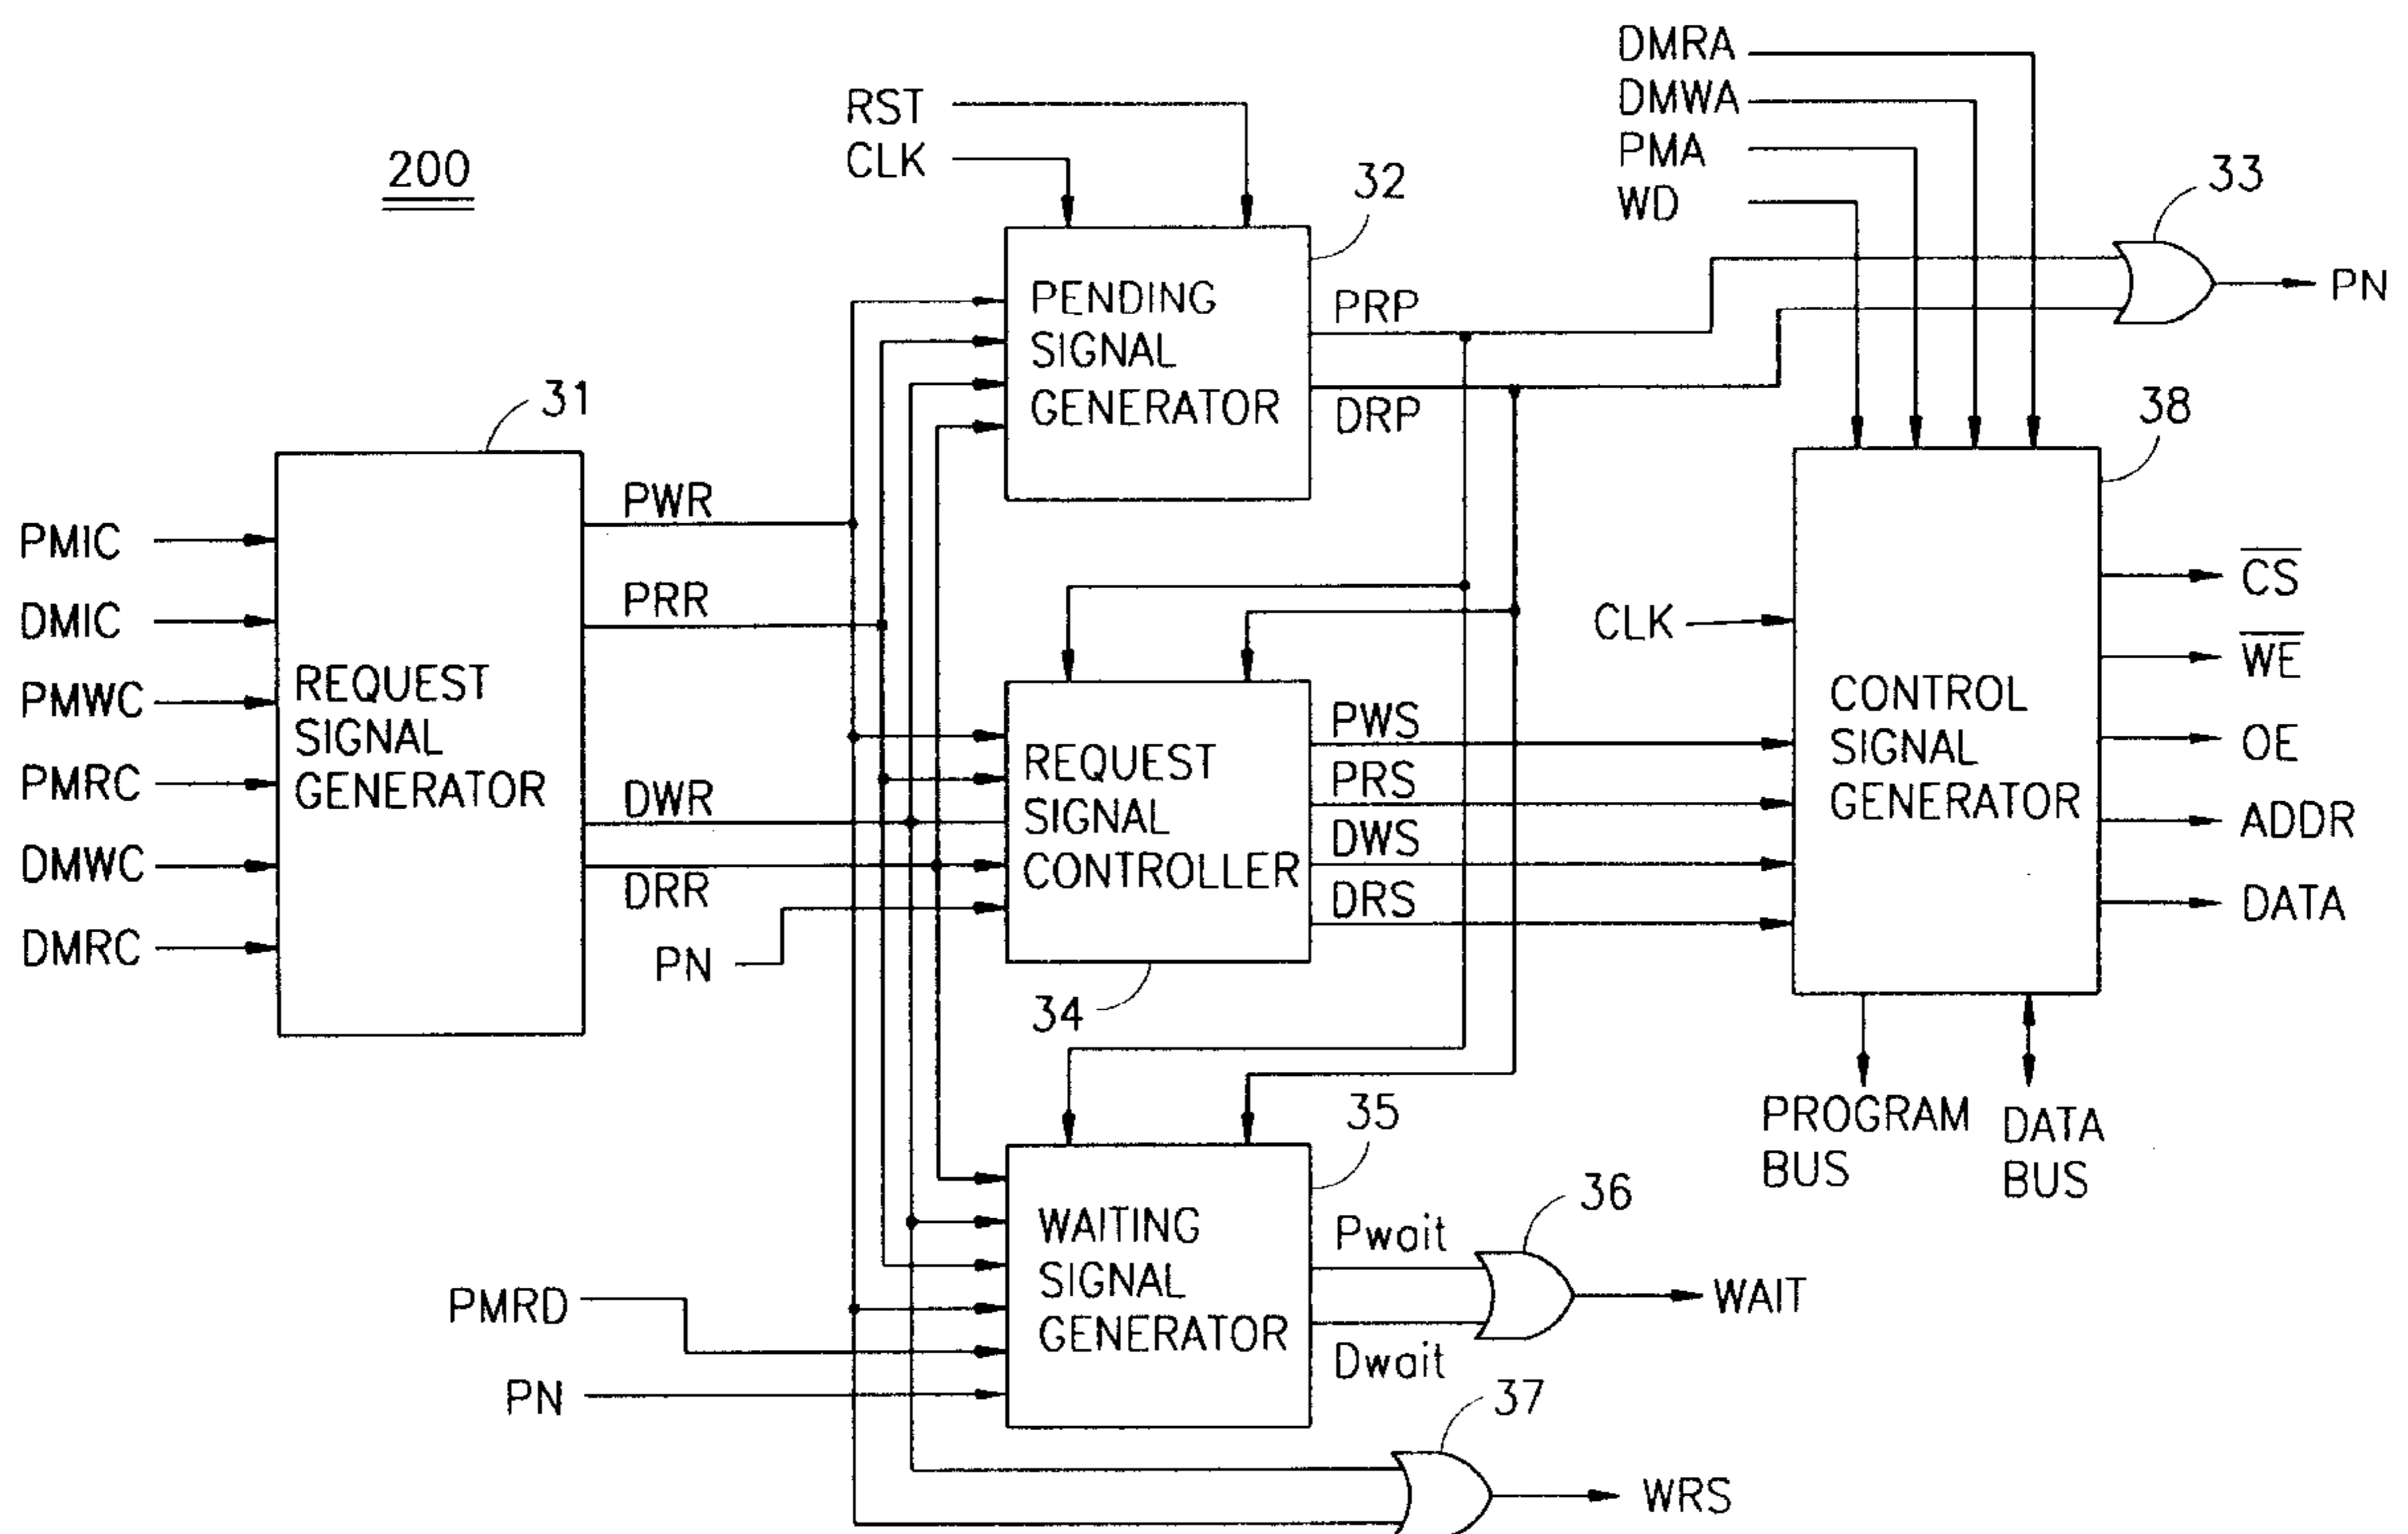 200
RST
CLK
DMRA
DMWA
PMA
WD
33
PN
32
PENDING
SIGNAL
GENERATOR
PRP
DRP
31
REQUEST
SIGNAL
GENERATOR
PMIC
DMIC
PMWC
PMRC
DMWC
DMRC
PWR
PRR
DWR
DRR
PN
REQUEST
SIGNAL
CONTROLLER
34
PWS
PRS
DWS
DRS
CLK
38
CONTROL
SIGNAL
GENERATOR
C̅S̅
W̅E̅
OE
ADDR
DATA
PROGRAM
BUS
DATA
BUS
35
WAITING
SIGNAL
GENERATOR
PMRD
PN
Pwait
Dwait
36
WAIT
37
WRS